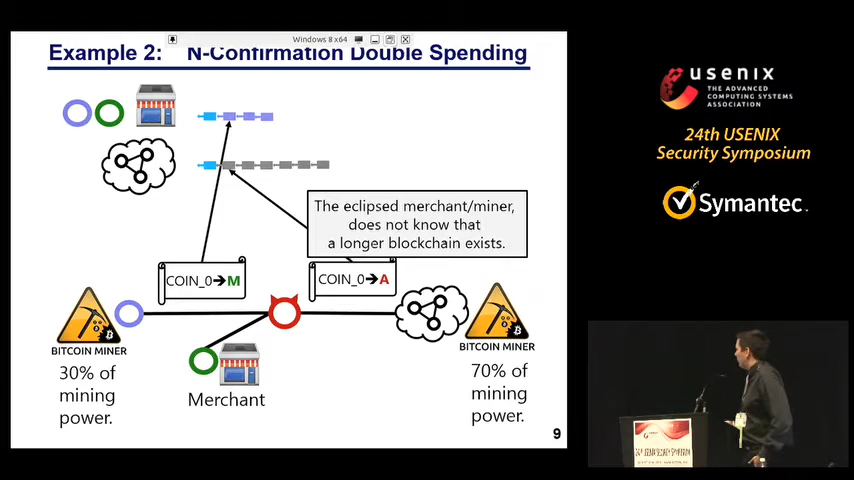 Windows 8 x64
Example 2: N-Confirmation Double Spending
The eclipsed merchant/miner,
does not know that
a longer blockchain exists.
COIN_0➔M
COIN_0➔A
BITCOIN MINER
30% of
mining
power.
Merchant
BITCOIN MINER
70% of
mining
power.
9
usenix
THE ADVANCED
COMPUTING SYSTEMS
ASSOCIATION
24th USENIX
Security Symposium
Symantec.